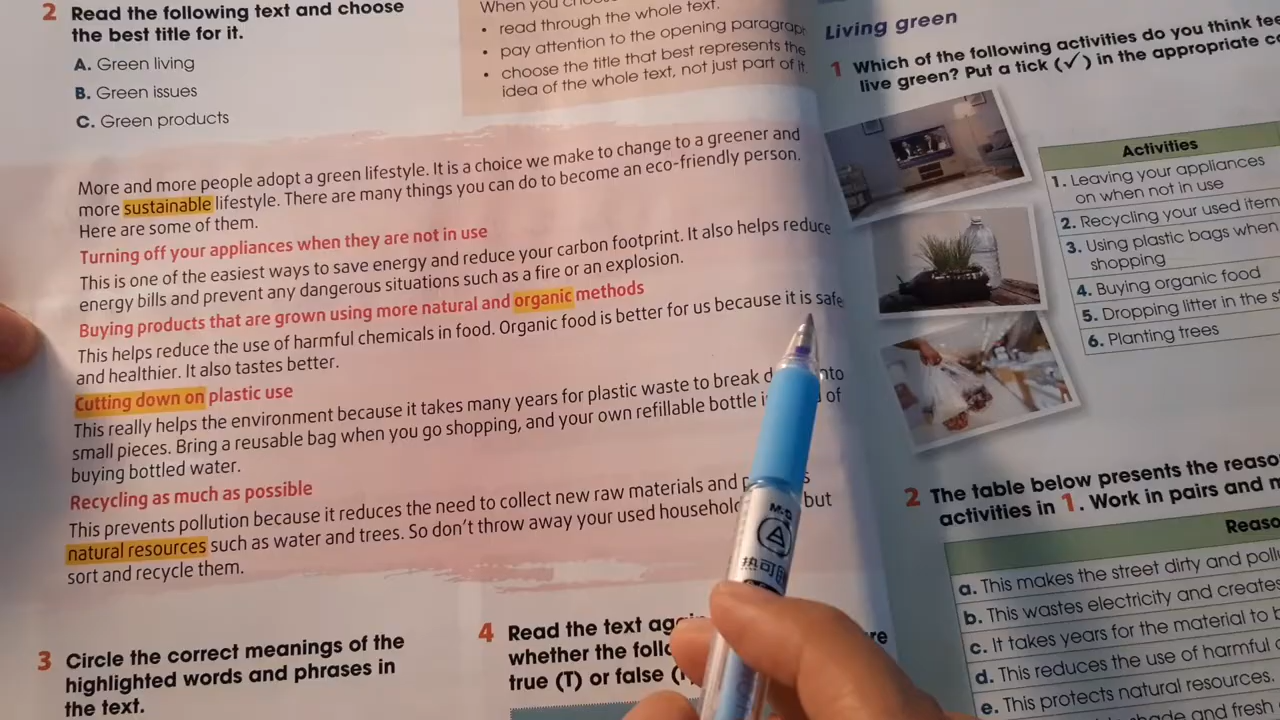 2 Read the following text and choose
the best title for it.
A. Green living
B. Green issues
C. Green products
When you
• read through the whole text.
• pay attention to the opening
• choose the title that best represents the
idea of the whole text, not just part of it.
More and more people adopt a green lifestyle. It is a choice we make to change to a greener and
more sustainable lifestyle. There are many things you can do to become an eco-friendly person.
Here are some of them.
Turning off your appliances when they are not in use
This is one of the easiest ways to save energy and reduce your carbon footprint. It also helps reduce
energy bills and prevent any dangerous situations such as a fire or an explosion.
Buying products that are grown using more natural and organic methods
This helps reduce the use of harmful chemicals in food. Organic food is better for us because it is safe
and healthier. It also tastes better.
Cutting down on plastic use
This really helps the environment because it takes many years for plastic waste to break
small pieces. Bring a reusable bag when you go shopping, and your own refillable bottle of
buying bottled water.
Recycling as much as possible
This prevents pollution because it reduces the need to collect new raw materials and
natural resources such as water and trees. So don't throw away your used household but
sort and recycle them.
3 Circle the correct meanings of the
highlighted words and phrases in
the text.
4 Read the text
whether the
true (T) or false
Living green
1 Which of the following activities do you think
live green? Put a tick (✓) in the appropriate
Activities
1. Leaving your appliances
on when not in use
2. Recycling your used
3. Using plastic bags when
shopping
4. Buying organic food
5. Dropping litter in the
6. Planting trees
2 The table below presents the
activities in 1. Work in pairs and
a. This makes the street dirty and
b. This wastes electricity and creates
c. It takes years for the material to
d. This reduces the use of harmful
e. This protects natural resources.
and fresh